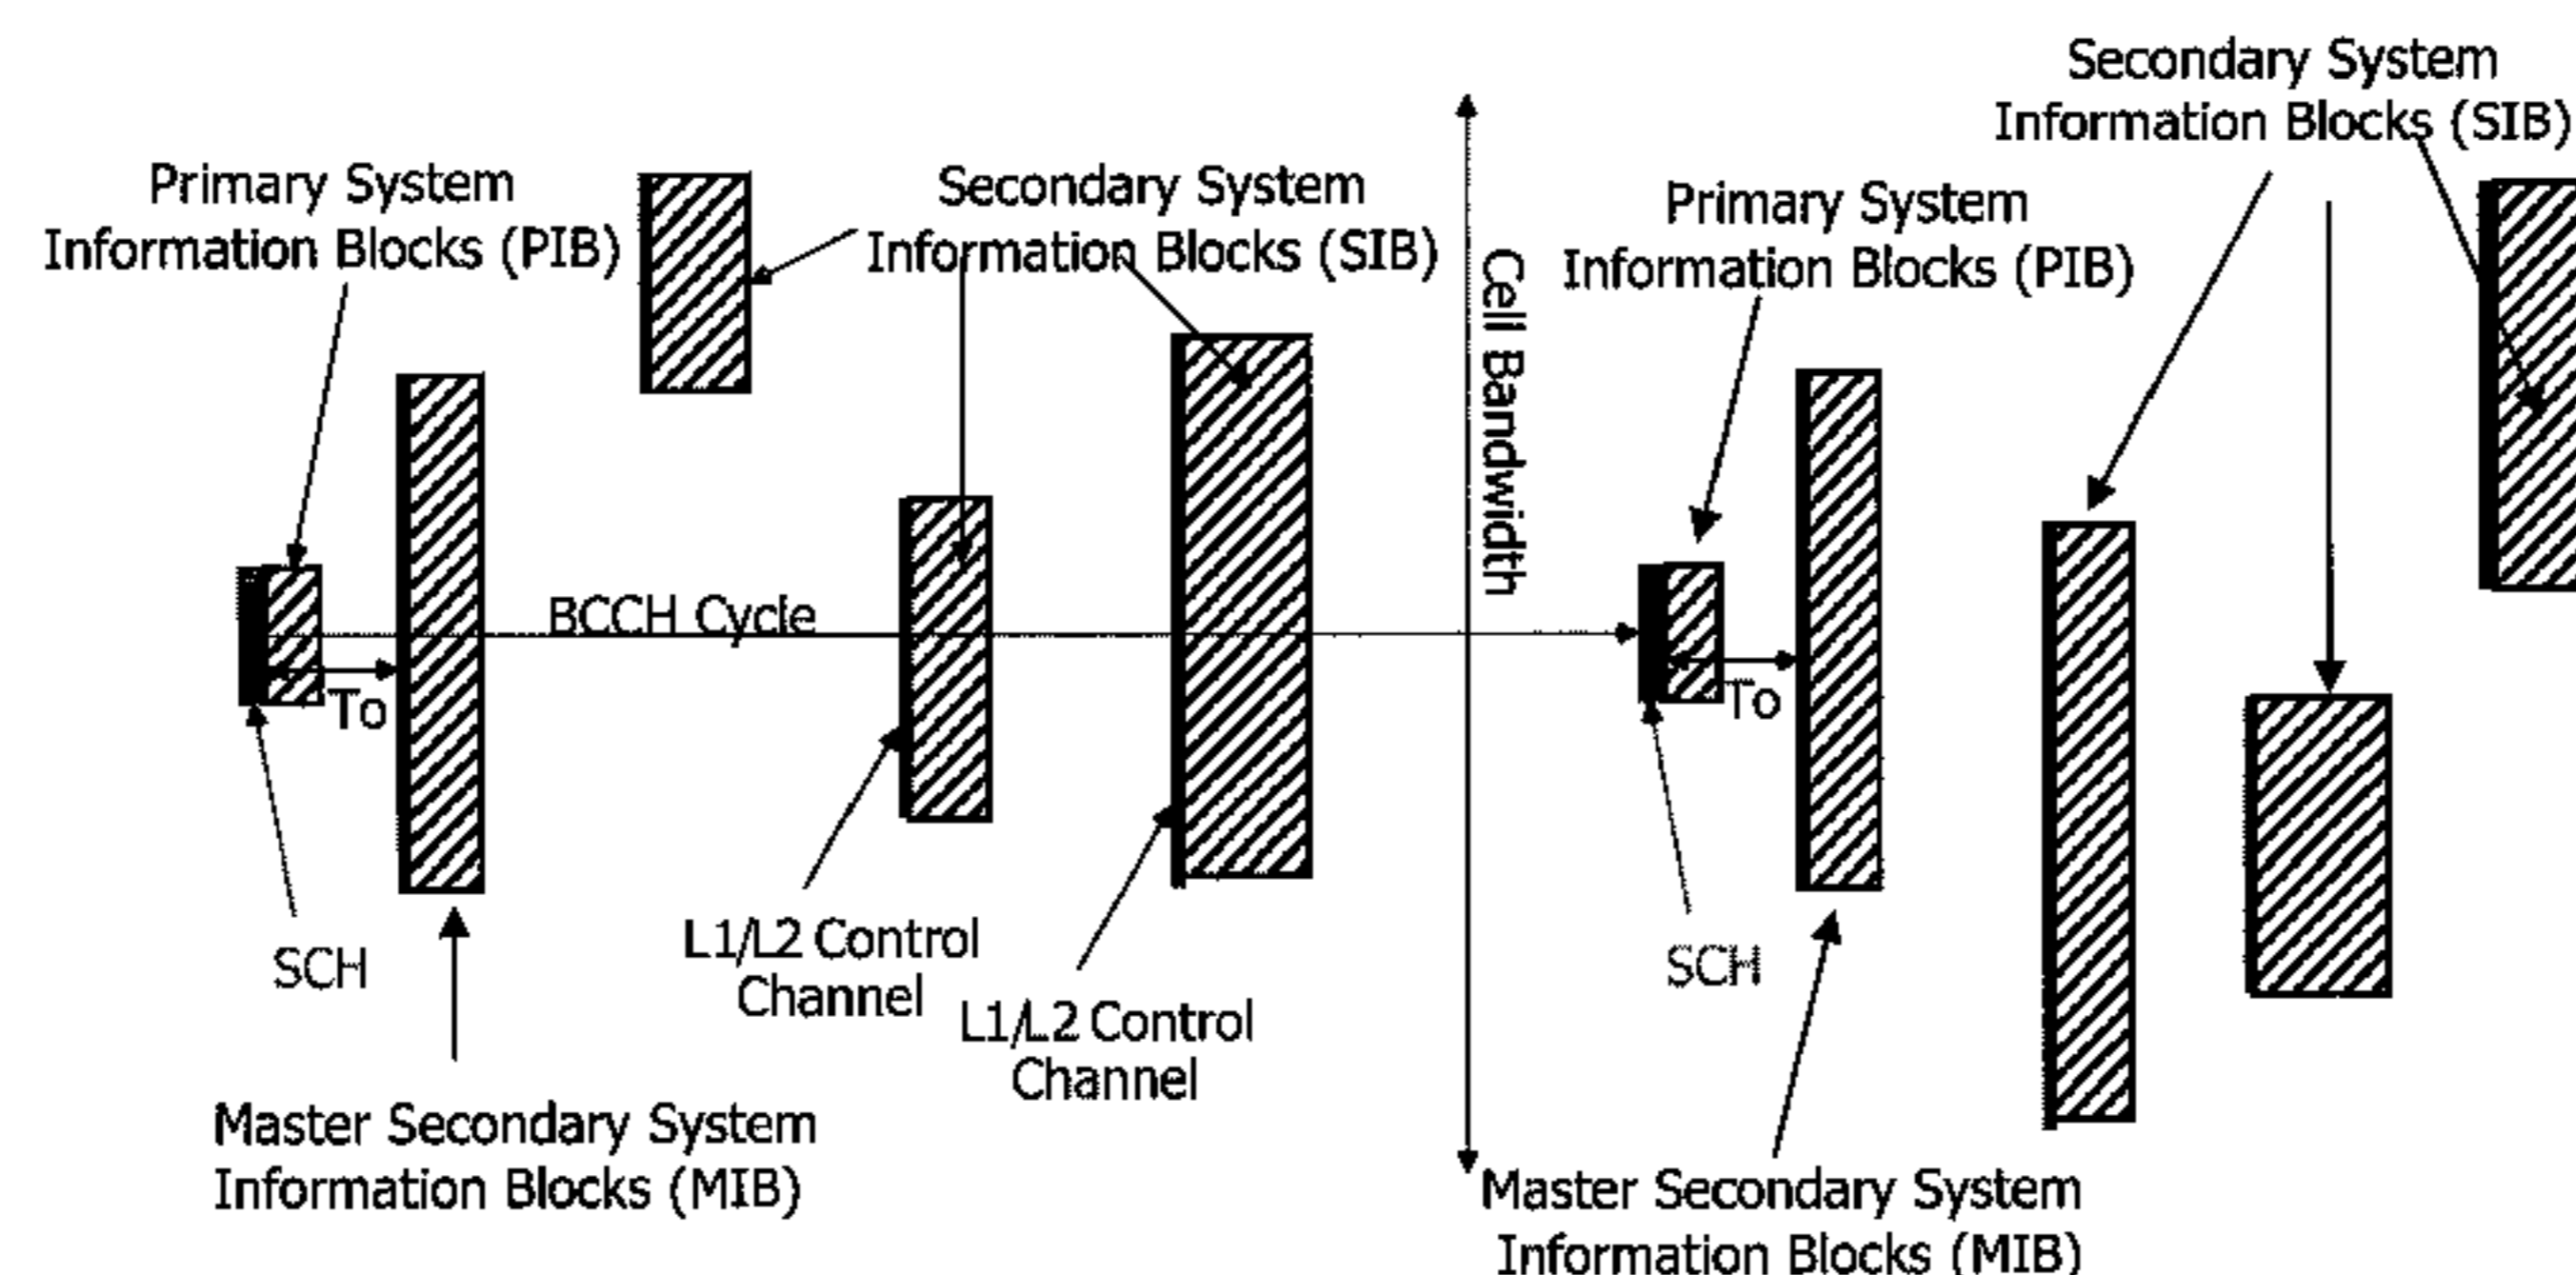 Primary System
Information Blocks (PIB)
Secondary System
Information Blocks (SIB)
BCCH Cycle
To
SCH
L1/L2 Control
Channel
L1/L2 Control
Channel
Master Secondary System
Information Blocks (MIB)
Cell Bandwidth
Secondary System
Information Blocks (SIB)
Primary System
Information Blocks (PIB)
To
SCH
Master Secondary System
Information Blocks (MIB)